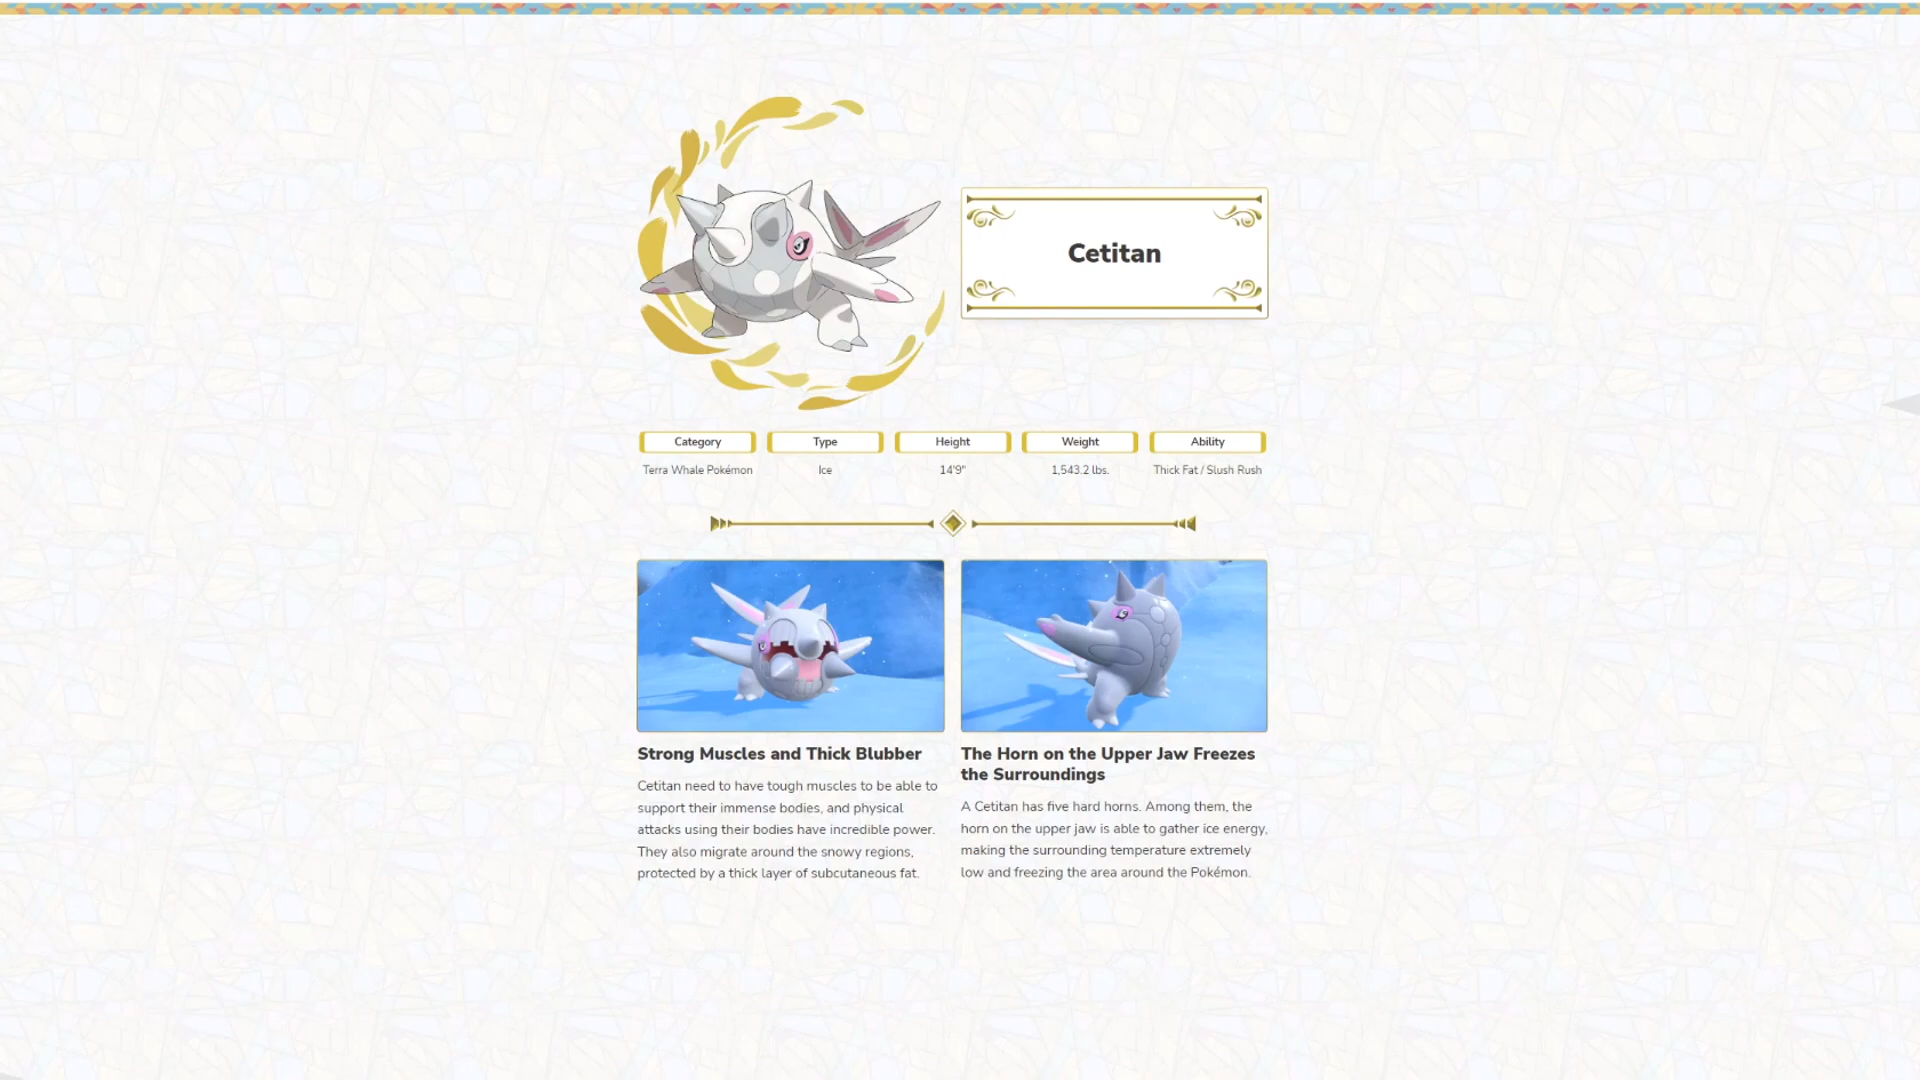 Cetitan
Category
Type
Height
Weight
Ability
Terra Whale Pokémon
Ice
14'9"
1,543.2 lbs.
Thick Fat / Slush Rush
Strong Muscles and Thick Blubber
Cetitan need to have tough muscles to be able to
support their immense bodies, and physical
attacks using their bodies have incredible power.
They also migrate around the snowy regions,
protected by a thick layer of subcutaneous fat.
The Horn on the Upper Jaw Freezes
the Surroundings
A Cetitan has five hard horns. Among them, the
horn on the upper jaw is able to gather ice energy,
making the surrounding temperature extremely
low and freezing the area around the Pokémon.